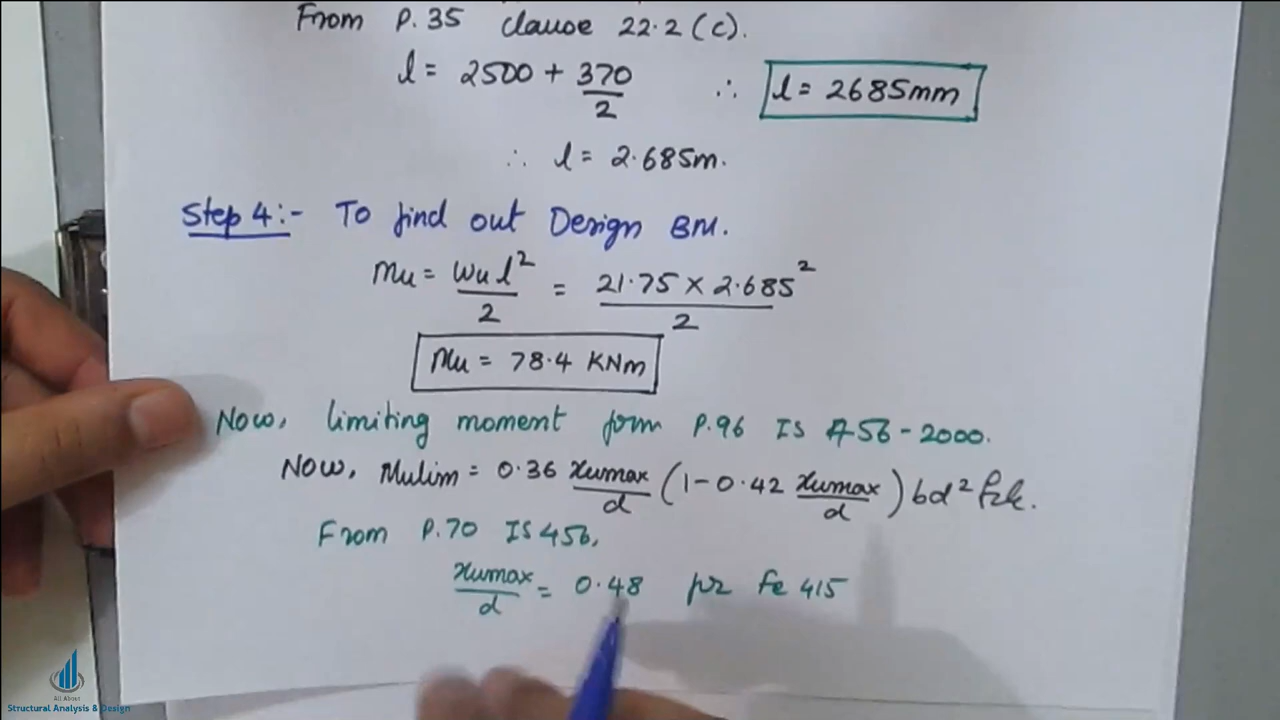 From P.35 clause 22.2 (c).
l = 2500 + 370/2 ∴ l = 2685mm
∴ l = 2.685m.
Step 4:- To find out Design BM.
Mu = Wu l²/2 = 21.75 × 2.685²/2
Mu = 78.4 KNm
Now, limiting moment form P.96 IS 456-2000.
Now, Mulim = 0.36 xumax/d (1-0.42 xumax/d) bd² fck.
From P.70 IS 456,
xumax/d = 0.48 for Fe 415
All About
Structural Analysis & Design